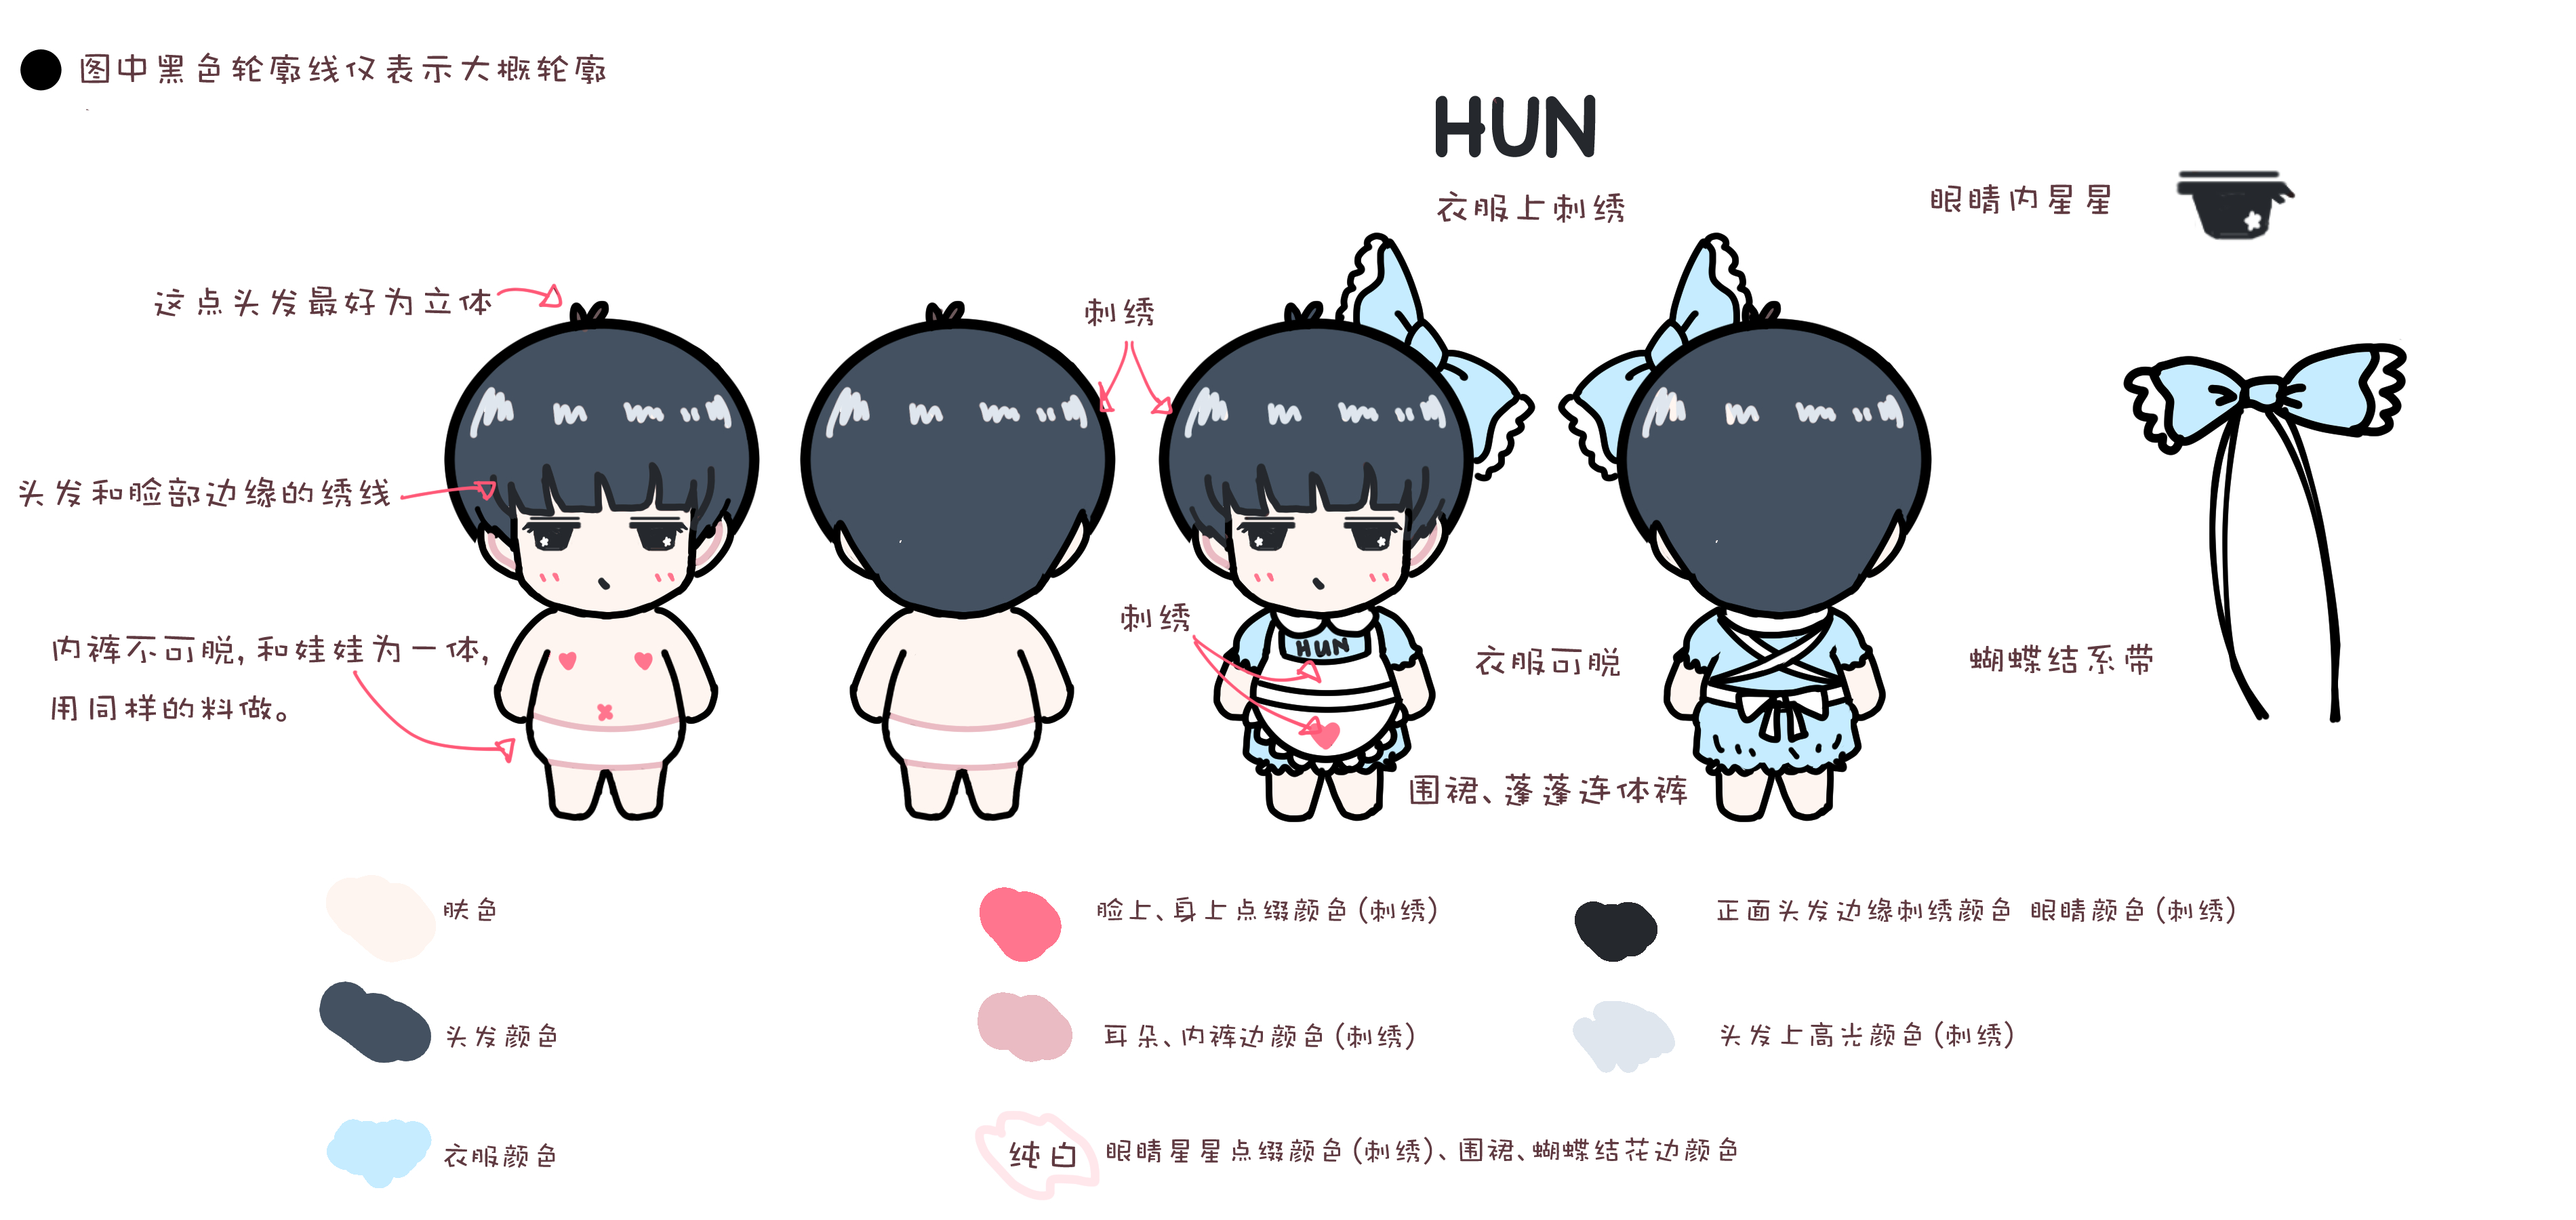 图中黑色轮廓线仅表示大概轮廓
HUN
衣服上刺绣
眼睛内星星
这点头发最好为立体
刺绣
头发和脸部边缘的绣线
刺绣
内裤不可脱,和娃娃为一体,
用同样的料做。
HUN
衣服可脱
蝴蝶结系带
围裙、蓬蓬连体裤
肤色
脸上、身上点缀颜色(刺绣)
正面头发边缘刺绣颜色 眼睛颜色(刺绣)
头发颜色
耳朵、内裤边颜色(刺绣)
头发上高光颜色(刺绣)
衣服颜色
纯白
眼睛星星点缀颜色(刺绣)、围裙、蝴蝶结花边颜色